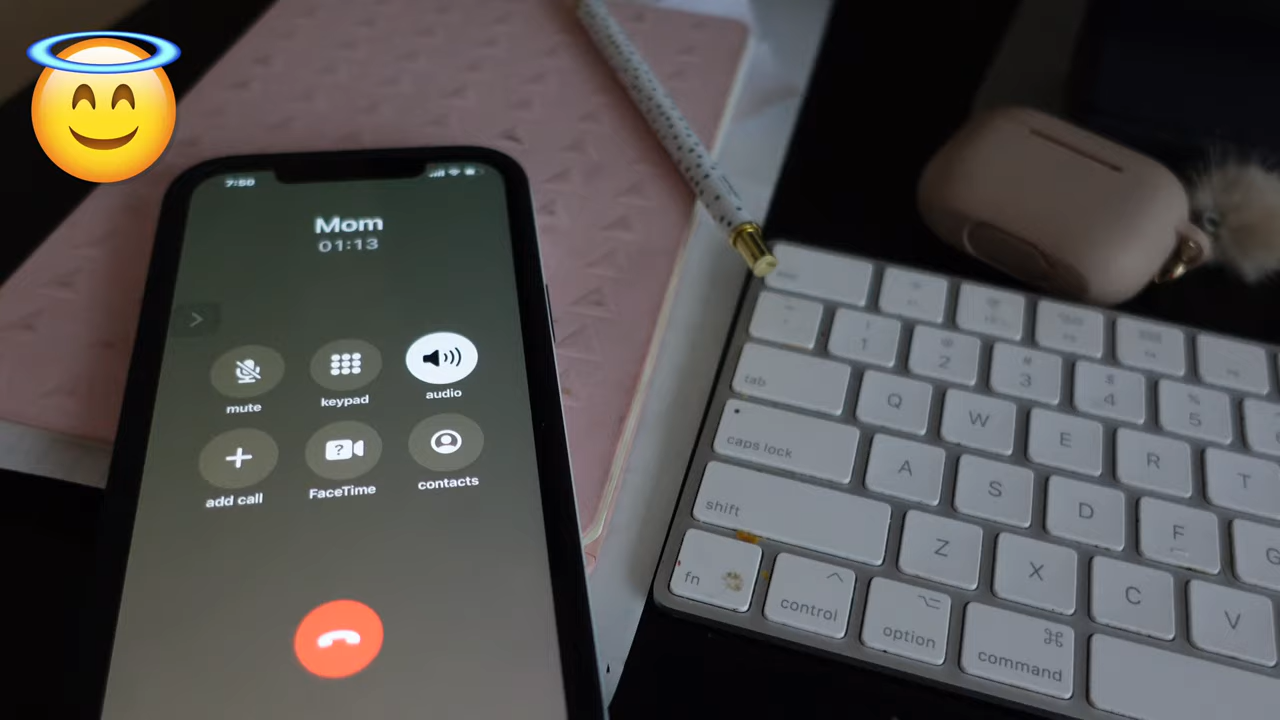 7:50
Mom
01:13
mute
keypad
audio
add call
FaceTime
contacts
1
2
3
4
5
tab
Q
W
E
R
T
caps lock
A
S
D
F
G
shift
Z
X
C
V
fn
control
option
command